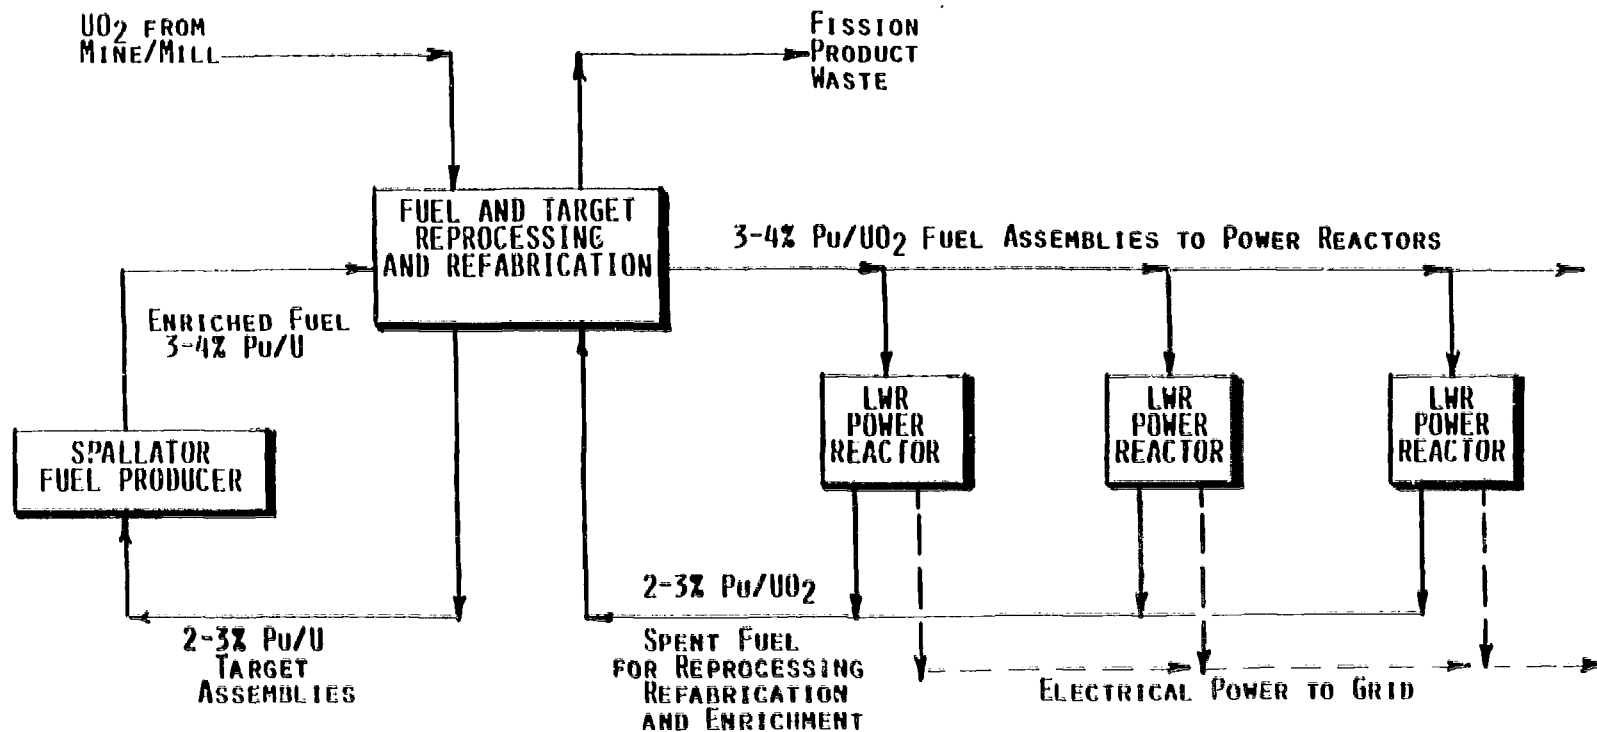 UO2 FROM
MINE/MILL
FISSION
PRODUCT
WASTE
FUEL AND TARGET
REPROCESSING
AND REFABRICATION
3-4% Pu/UO2 FUEL ASSEMBLIES TO POWER REACTORS
ENRICHED FUEL
3-4% Pu/U
LWR
POWER
REACTOR
LWR
POWER
REACTOR
LWR
POWER
REACTOR
SPALLATOR
FUEL PRODUCER
2-3% Pu/UO2
2-3% Pu/U
TARGET
ASSEMBLIES
SPENT FUEL
FOR REPROCESSING
REFABRICATION
AND ENRICHMENT
ELECTRICAL POWER TO GRID